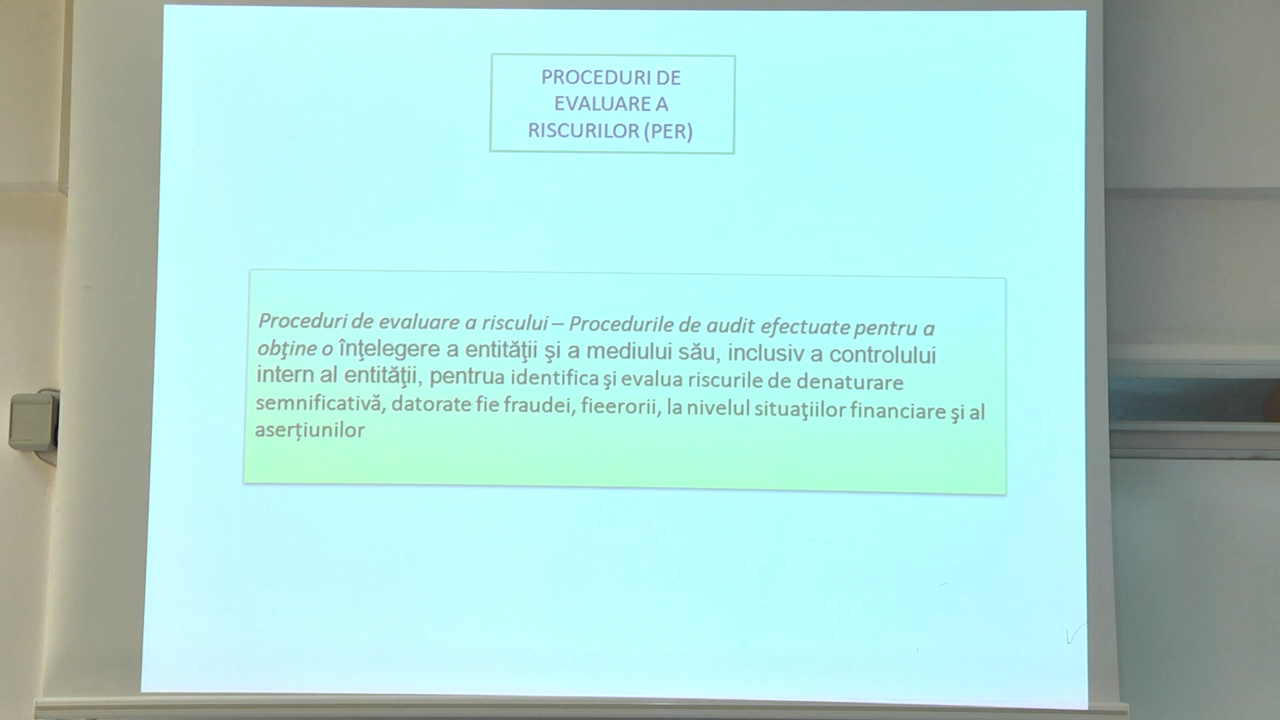 PROCEDURI DE
EVALUARE A
RISCURILOR (PER)
Proceduri de evaluare a riscului – Procedurile de audit efectuate pentru a
obţine o înţelegere a entităţii şi a mediului său, inclusiv a controlului
intern al entităţii, pentrua identifica şi evalua riscurile de denaturare
semnificativă, datorate fie fraudei, fieerorii, la nivelul situaţiilor financiare şi al
aserțiunilor